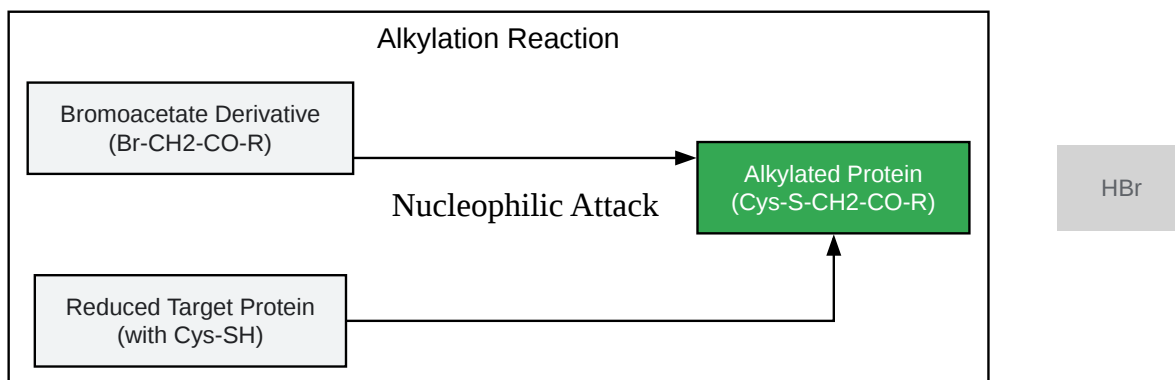 Alkylation Reaction
Bromoacetate Derivative
(Br-CH2-CO-R)
Nucleophilic Attack
Alkylated Protein
(Cys-S-CH2-CO-R)
HBr
Reduced Target Protein
(with Cys-SH)